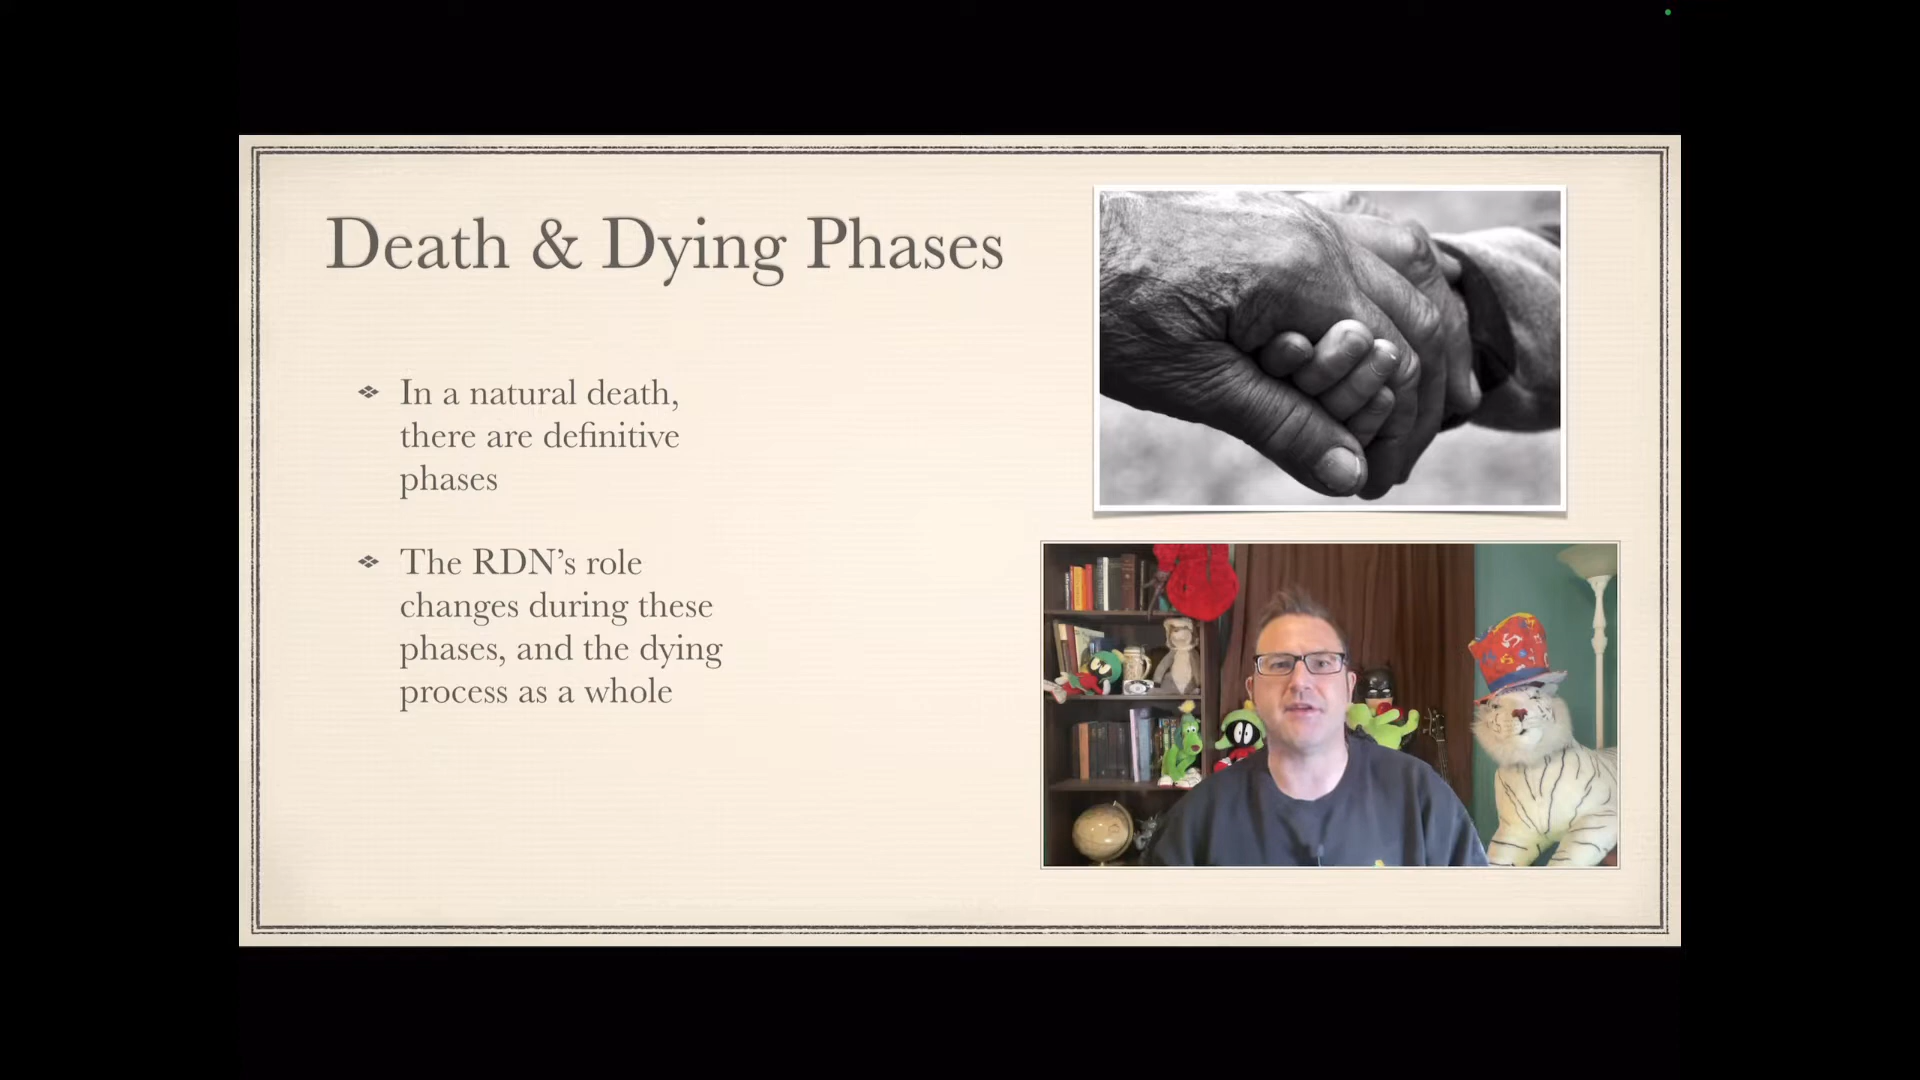 Death & Dying Phases
❖ In a natural death,
there are definitive
phases
❖ The RDN’s role
changes during these
phases, and the dying
process as a whole